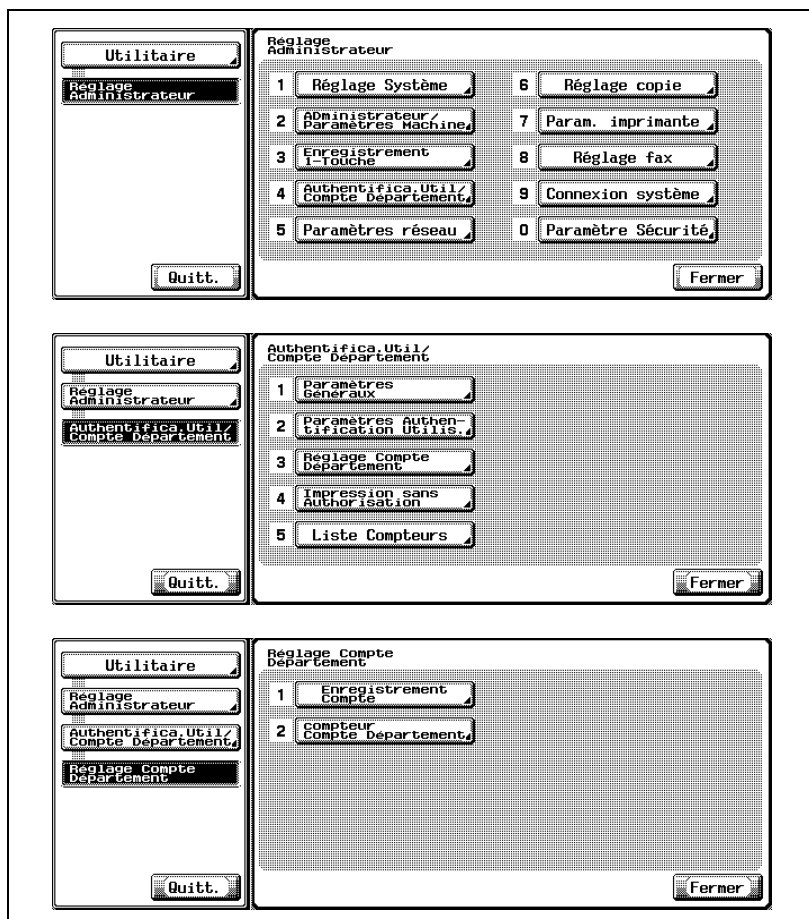 Utilitaire
Réglage
Administrateur
Quitt.
Réglage
Administrateur
1 Réglage Système
2 ADministrateur/
Paramètres Machine
3 Enregistrement
1-Touche
4 Authentifica.Util/
Compte Département
5 Paramètres réseau
6 Réglage copie
7 Param. imprimante
8 Réglage fax
9 Connexion système
0 Paramètre Sécurité
Fermer
Utilitaire
Réglage
Administrateur
Authentifica.Util/
Compte Département
Quitt.
Authentifica.Util/
Compte Département
1 Paramètres
Généraux
2 Paramètres Authen-
tification Utilis.
3 Réglage Compte
Département
4 Impression sans
Authorisation
5 Liste Compteurs
Fermer
Utilitaire
Réglage
Administrateur
Authentifica.Util/
Compte Département
Réglage Compte
Département
Quitt.
Réglage Compte
Département
1 Enregistrement
Compte
2 compteur
Compte Département
Fermer